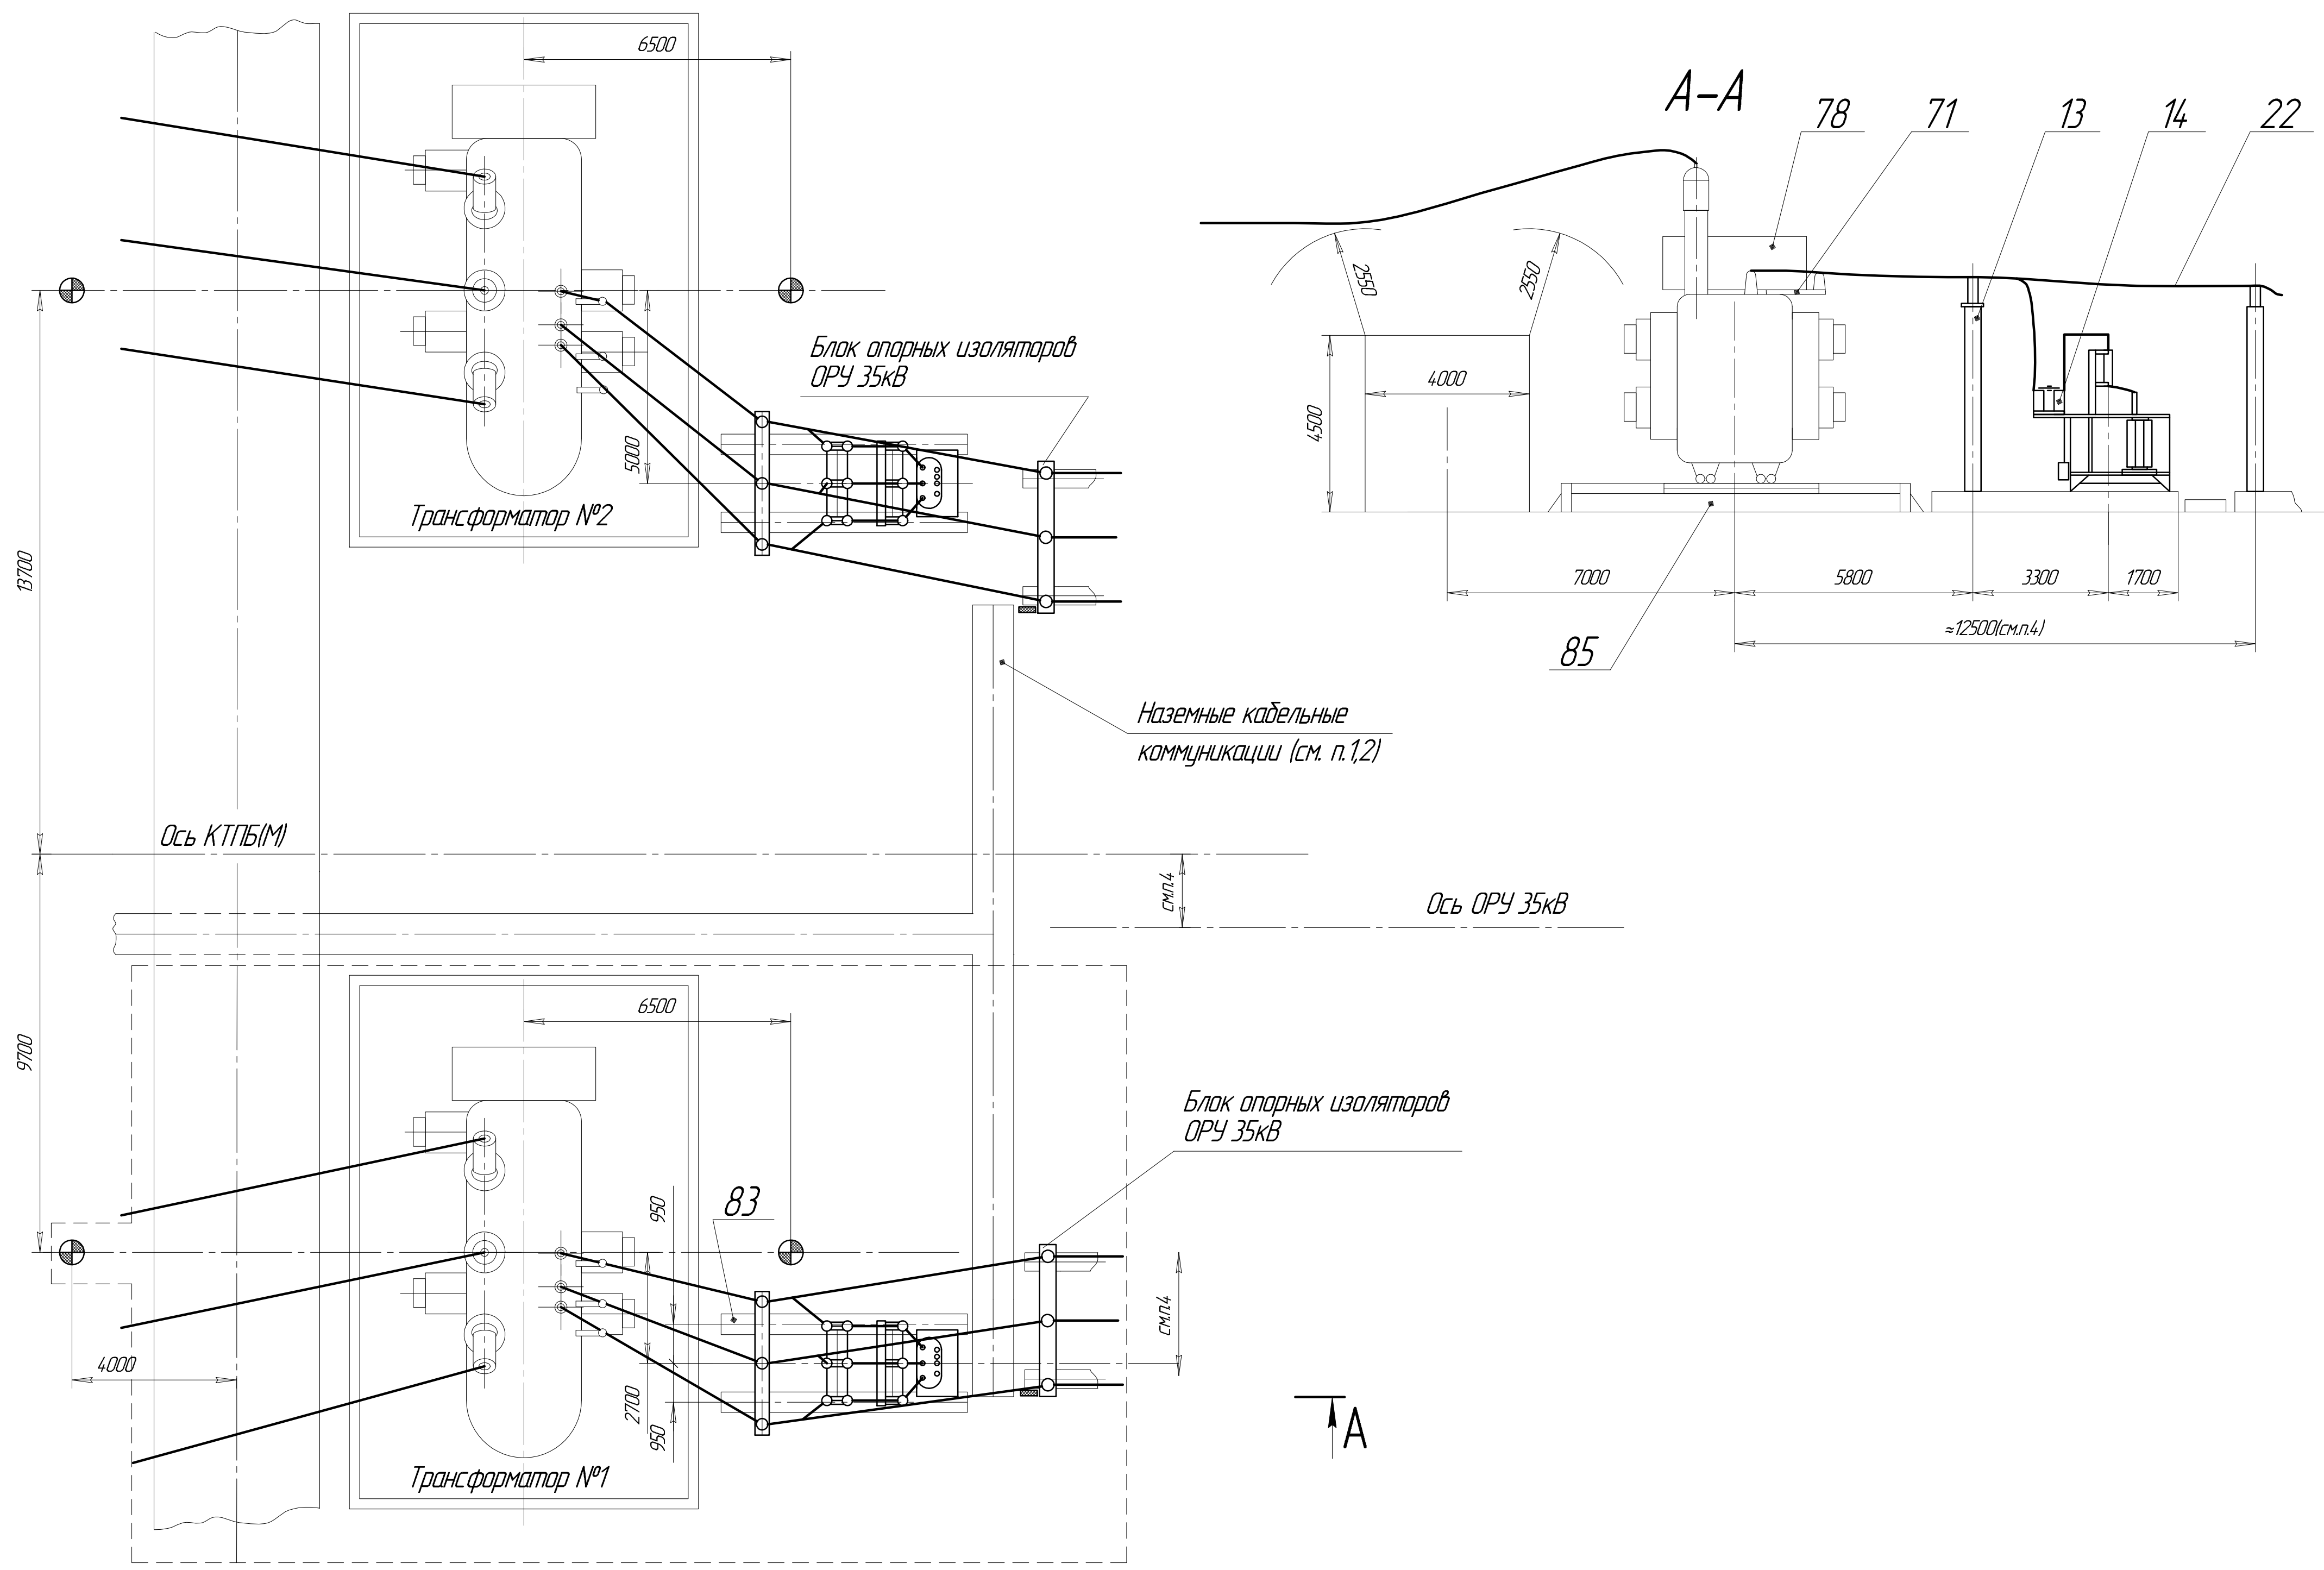 6500
Блок опорных изоляторов
ОРУ 35кВ
5000
Трансформатор №2
13700
Наземные кабельные
коммуникации (см. п.1,2)
Ось КТПБ(М)
см.п.4
Ось ОРУ 35кВ
9700
6500
Блок опорных изоляторов
ОРУ 35кВ
83
950
4000
2700
950
см.п.4
Трансформатор №1
А
А-А
78
71
13
14
22
2550
2550
4000
4500
7000
5800
3300
1700
≈12500(см.п.4)
85